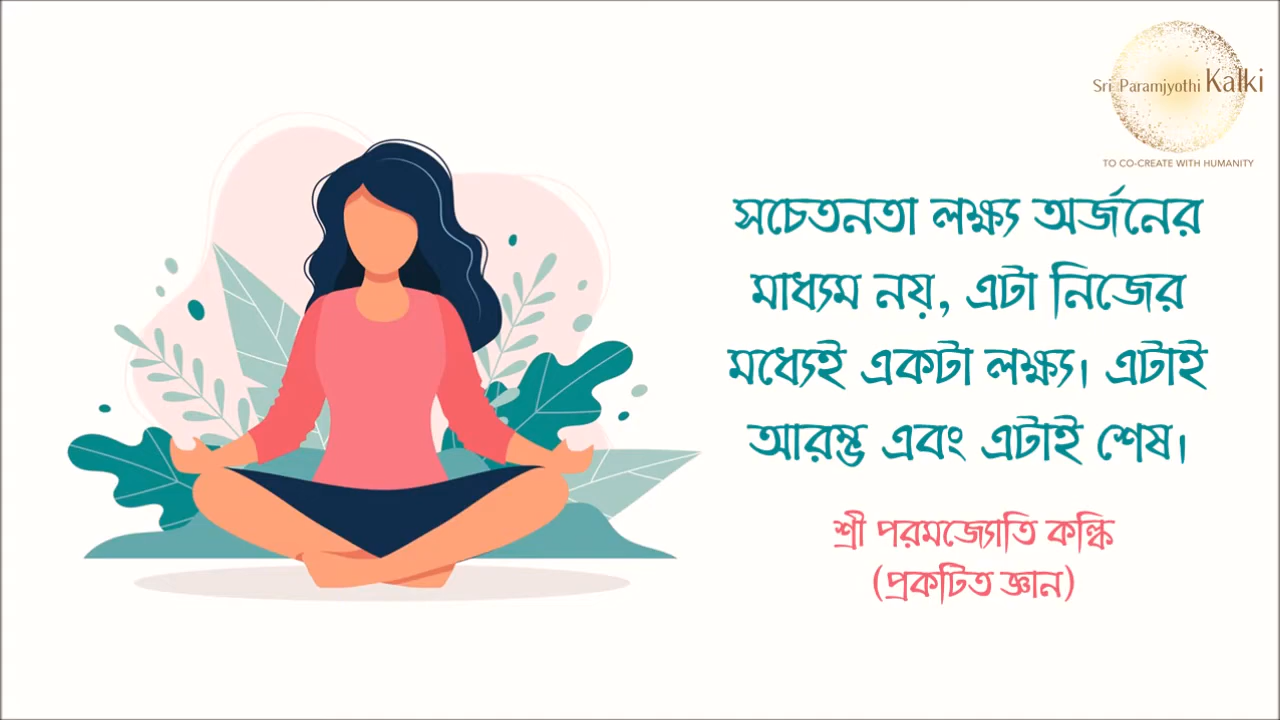 Sri Paramjyothi Kalki
TO CO-CREATE WITH HUMANITY
সচেতনতা লক্ষ্য অর্জনের
মাধ্যম নয়, এটা নিজের
মধ্যেই একটা লক্ষ্য। এটাই
আরম্ভ এবং এটাই শেষ।
শ্রী পরমজ্যোতি কল্কি
(প্রকটিত জ্ঞান)